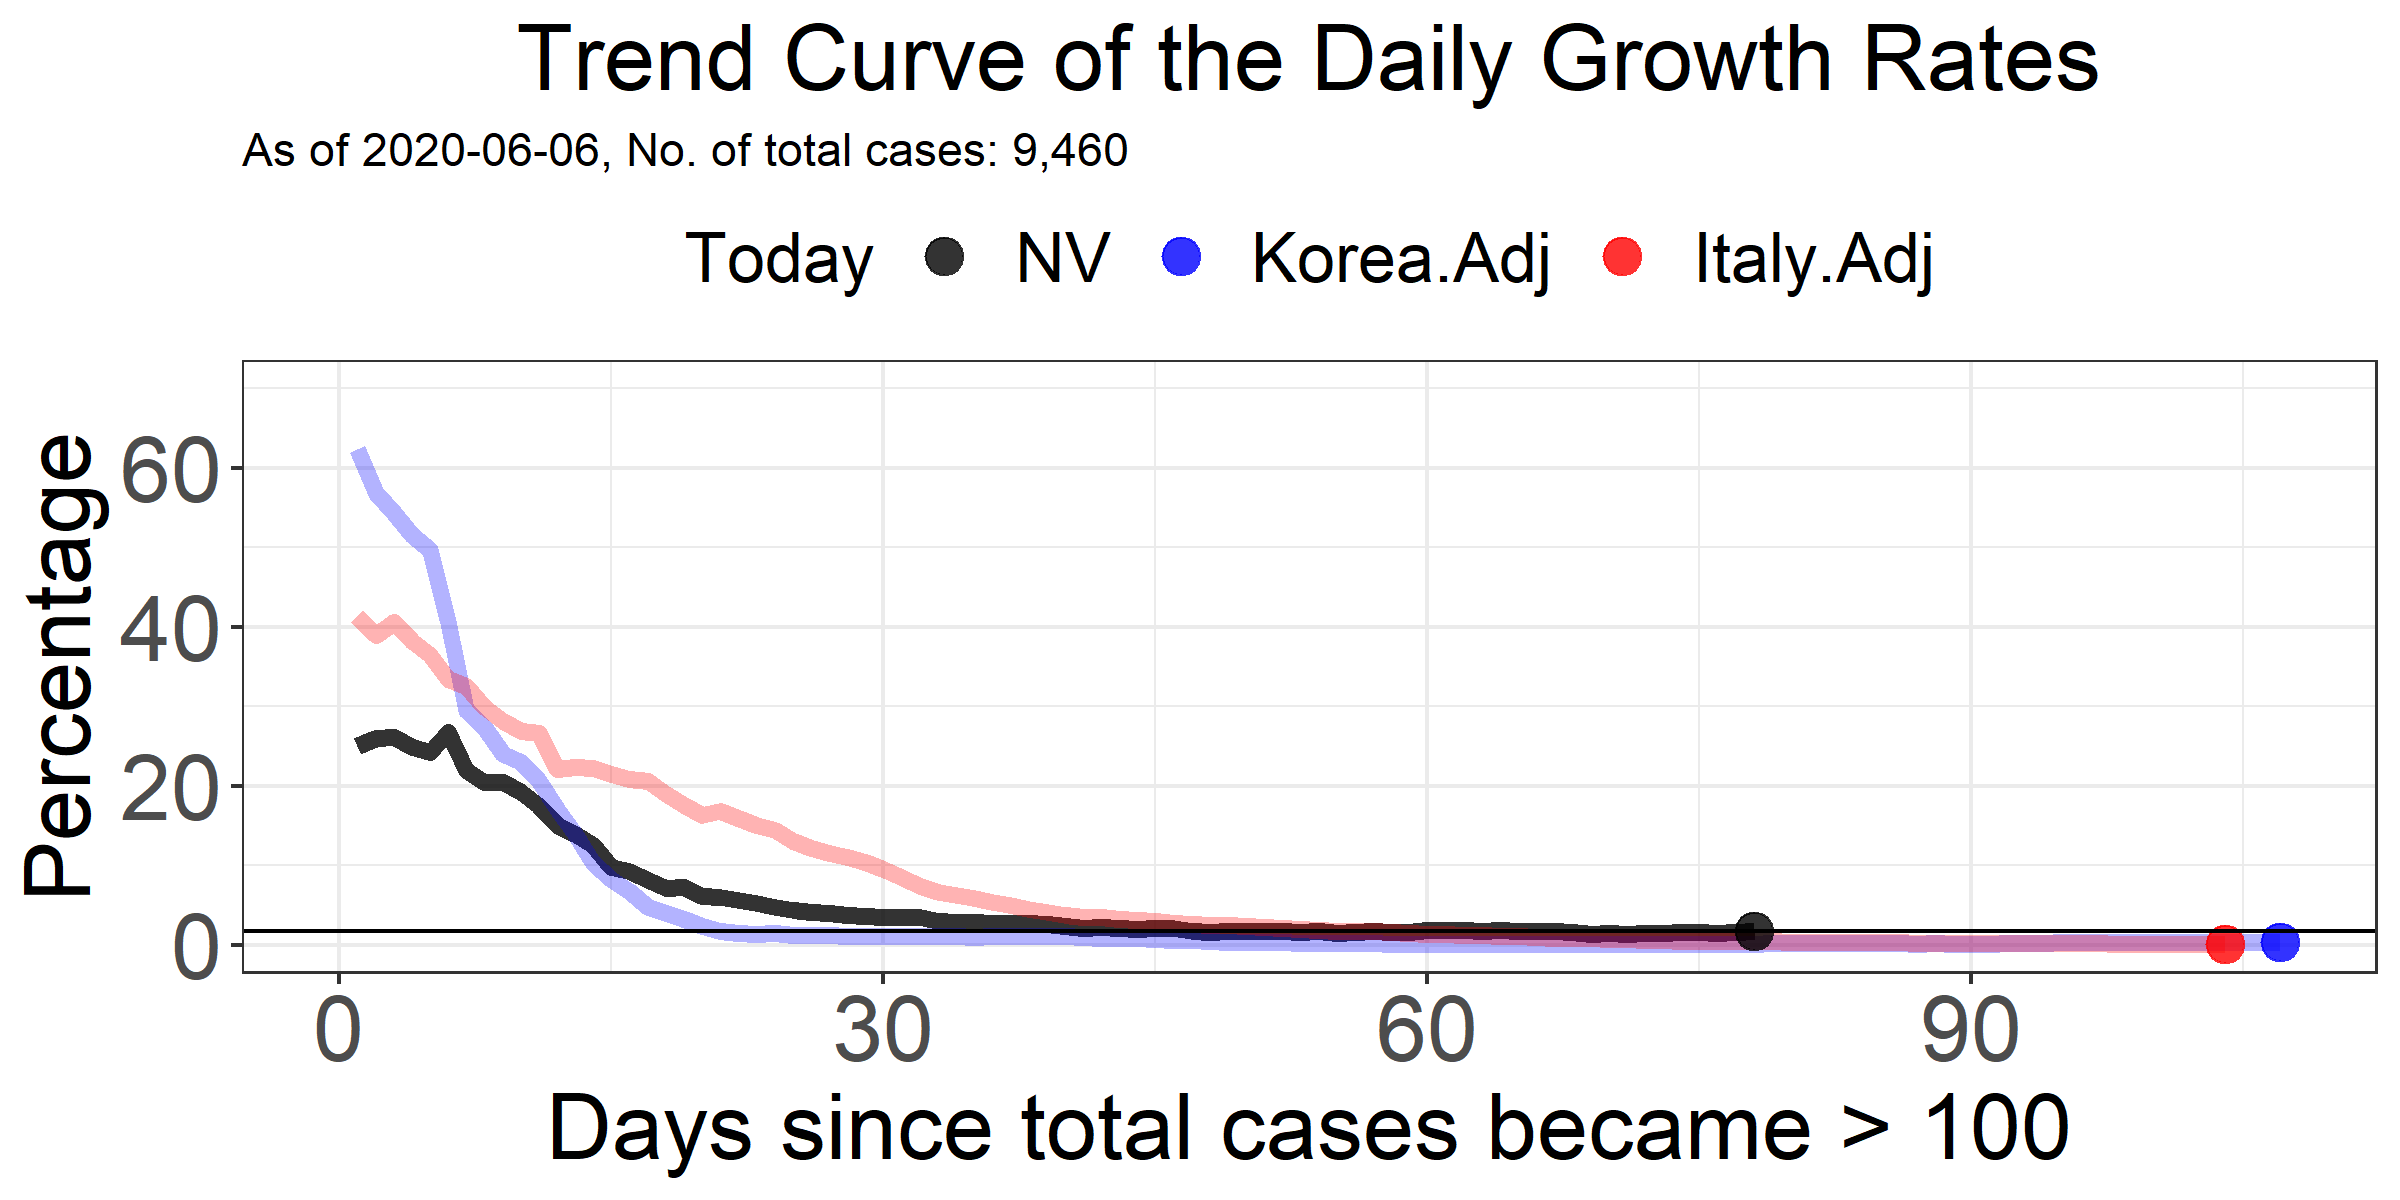 Trend Curve of the Daily Growth Rates
As of 2020-06-06, No. of total cases: 9,460
Today NV Korea.Adj Italy.Adj
Percentage
60
40
20
0
0 30 60 90
Days since total cases became > 100